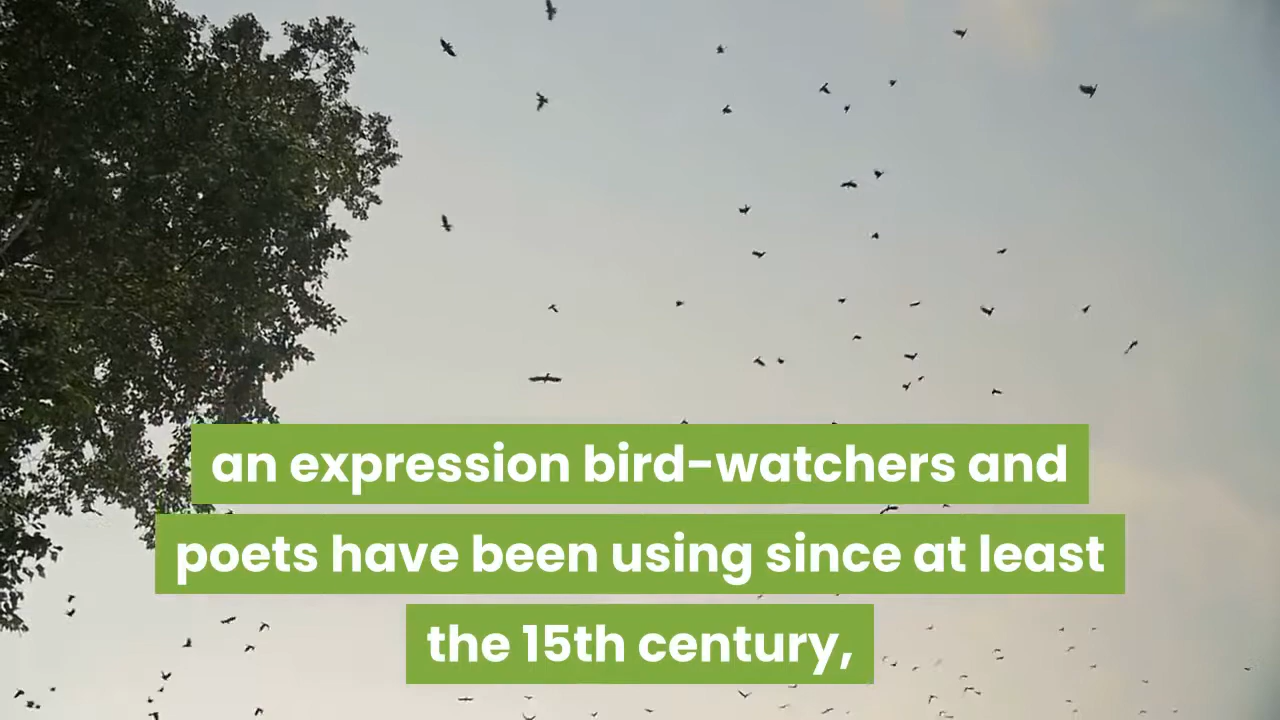 an expression bird-watchers and
poets have been using since at least
the 15th century,